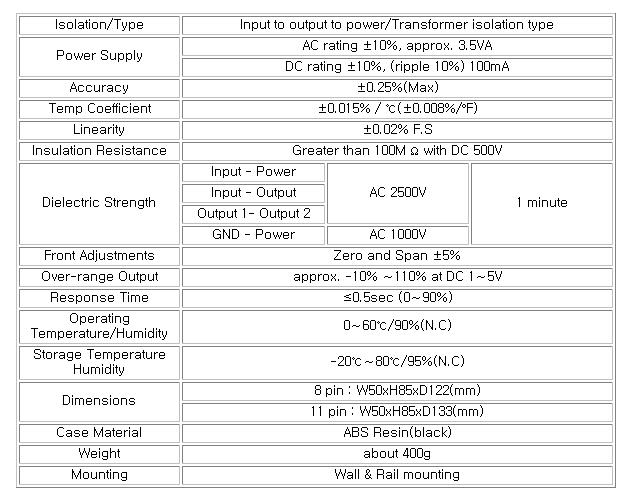 Isolation/Type Input to output to power/Transformer isolation type
Power Supply
AC rating ±10%, approx. 3.5VA
DC rating ±10%, (ripple 10%) 100mA
Accuracy ±0.25%(Max)
Temp Coefficient ±0.015% / ℃(±0.008%/℉)
Linearity ±0.02% F.S
Insulation Resistance Greater than 100M Ω with DC 500V
Dielectric Strength
Input - Power
Input - Output AC 2500V
1 minute
Output 1- Output 2
GND - Power AC 1000V
Front Adjustments Zero and Span ±5%
Over-range Output approx. -10% ~110% at DC 1~5V
Response Time ≤0.5sec (0~90%)
Operating
Temperature/Humidity
0~60℃/90%(N.C)
Storage Temperature
Humidity
-20℃~80℃/95%(N.C)
Dimensions
8 pin : W50xH85xD122(mm)
11 pin : W50xH85xD133(mm)
Case Material ABS Resin(black)
Weight about 400g
Mounting Wall & Rail mounting